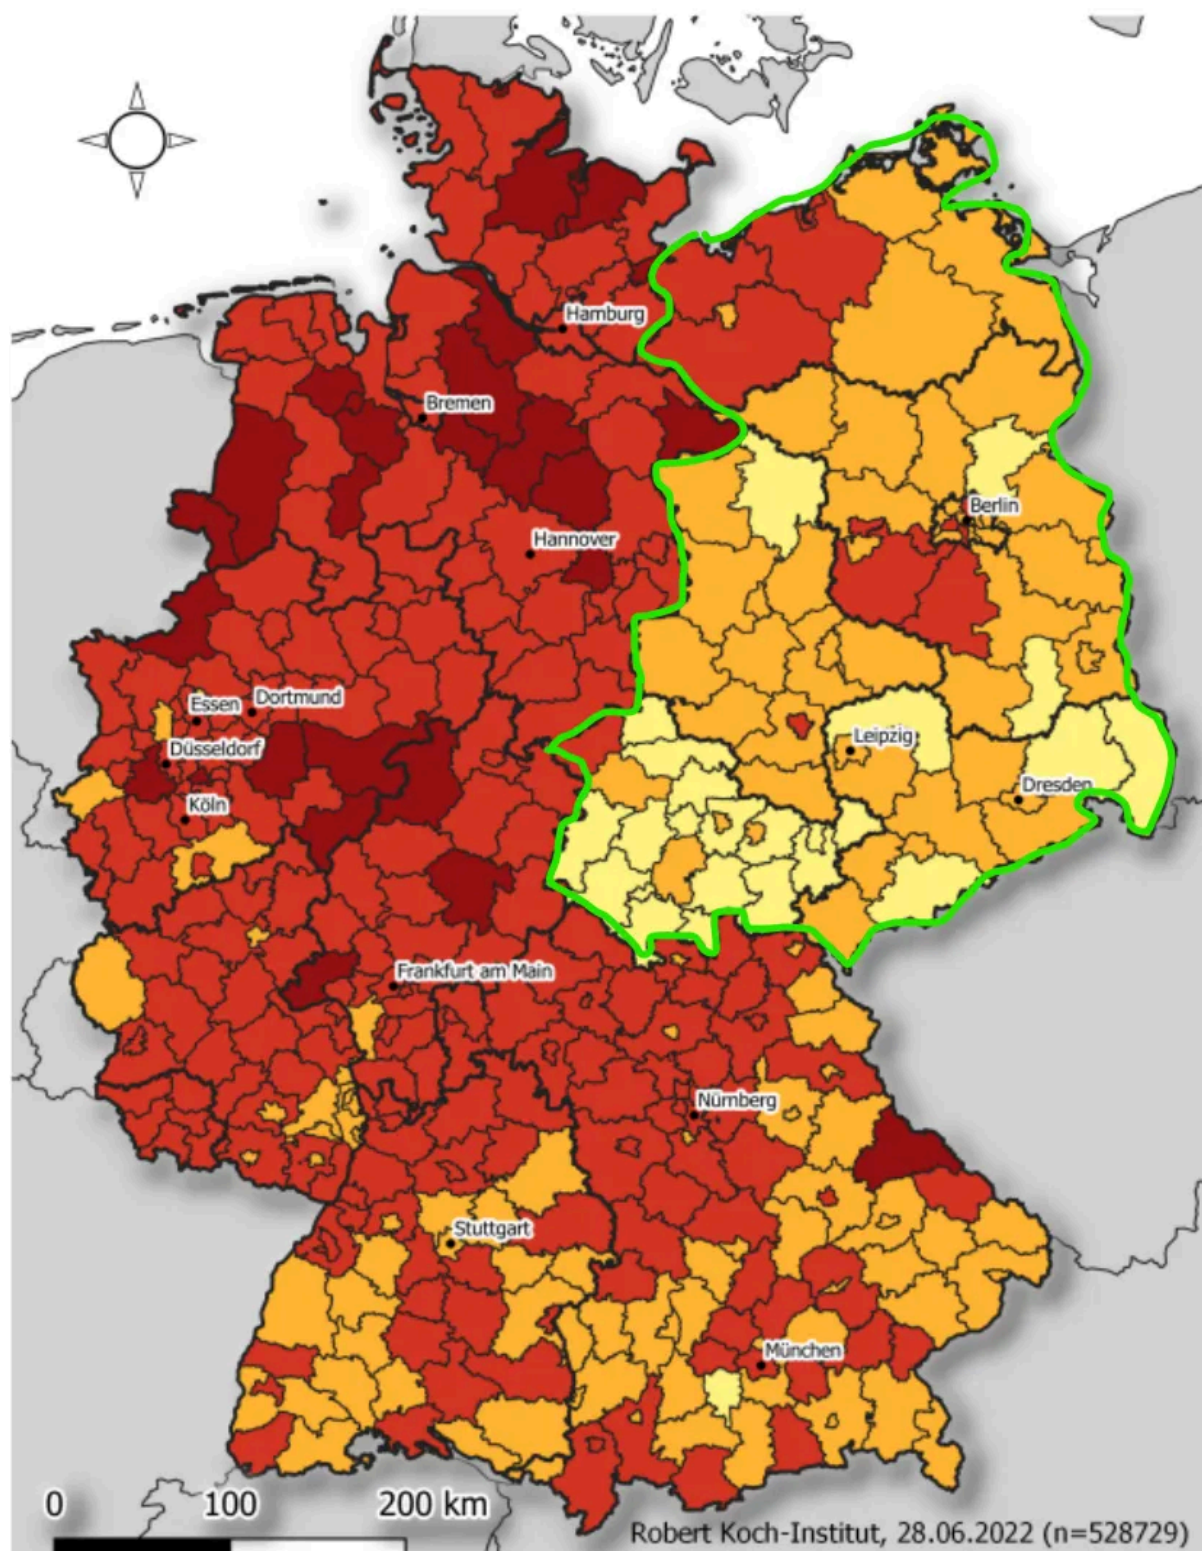 Hamburg
Bremen
Berlin
Hannover
Essen
Dortmund
Düsseldorf
Leipzig
Köln
Dresden
Frankfurt am Main
Nürnberg
Stuttgart
München
0 100 200 km
Robert Koch-Institut, 28.06.2022 (n=528729)